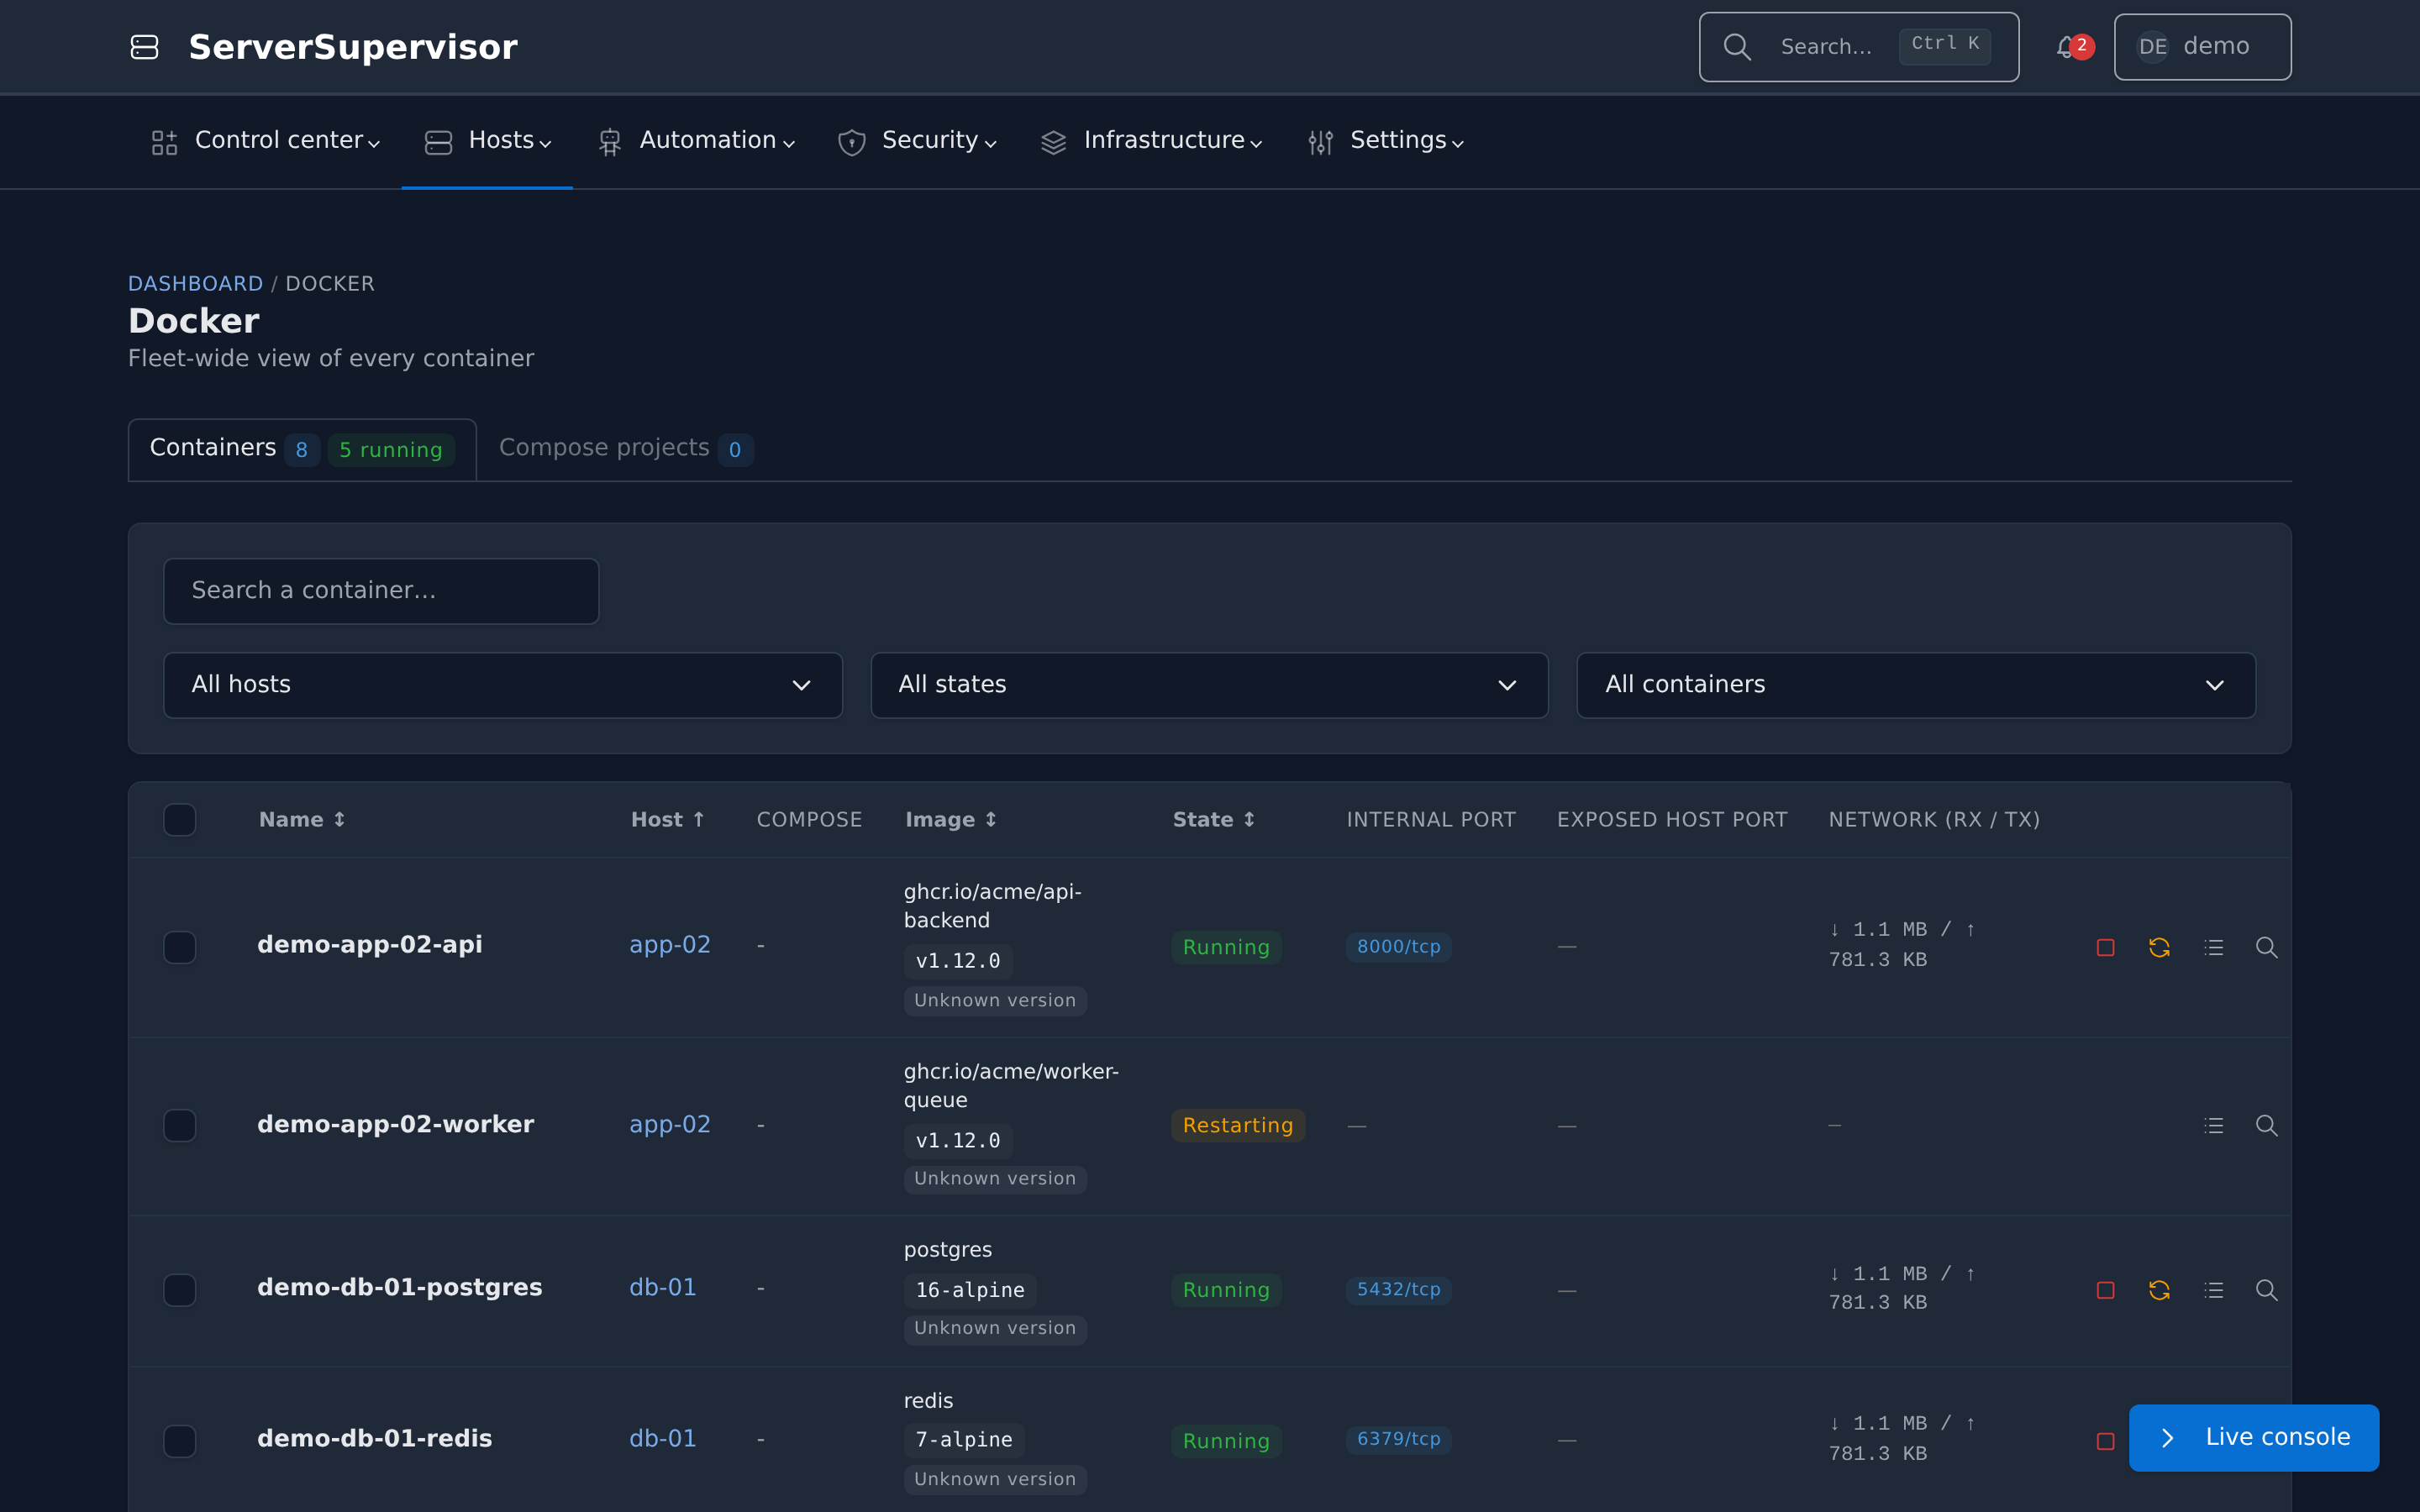 ServerSupervisor
Search... Ctrl K
2
DE demo
Control center Hosts Automation Security Infrastructure Settings
DASHBOARD / DOCKER
Docker
Fleet-wide view of every container
Containers 8 5 running Compose projects 0
Search a container...
All hosts All states All containers
Name ↕ Host ↑ COMPOSE Image ↕ State ↕ INTERNAL PORT EXPOSED HOST PORT NETWORK (RX / TX)
ghcr.io/acme/api-
backend
demo-app-02-api app-02 - v1.12.0 Running 8000/tcp — ↓ 1.1 MB / ↑
781.3 KB
Unknown version
ghcr.io/acme/worker-
queue
demo-app-02-worker app-02 - v1.12.0 Restarting — — —
Unknown version
postgres
demo-db-01-postgres db-01 - 16-alpine Running 5432/tcp — ↓ 1.1 MB / ↑
781.3 KB
Unknown version
redis
demo-db-01-redis db-01 - 7-alpine Running 6379/tcp — ↓ 1.1 MB / ↑
781.3 KB
Unknown version
Live console